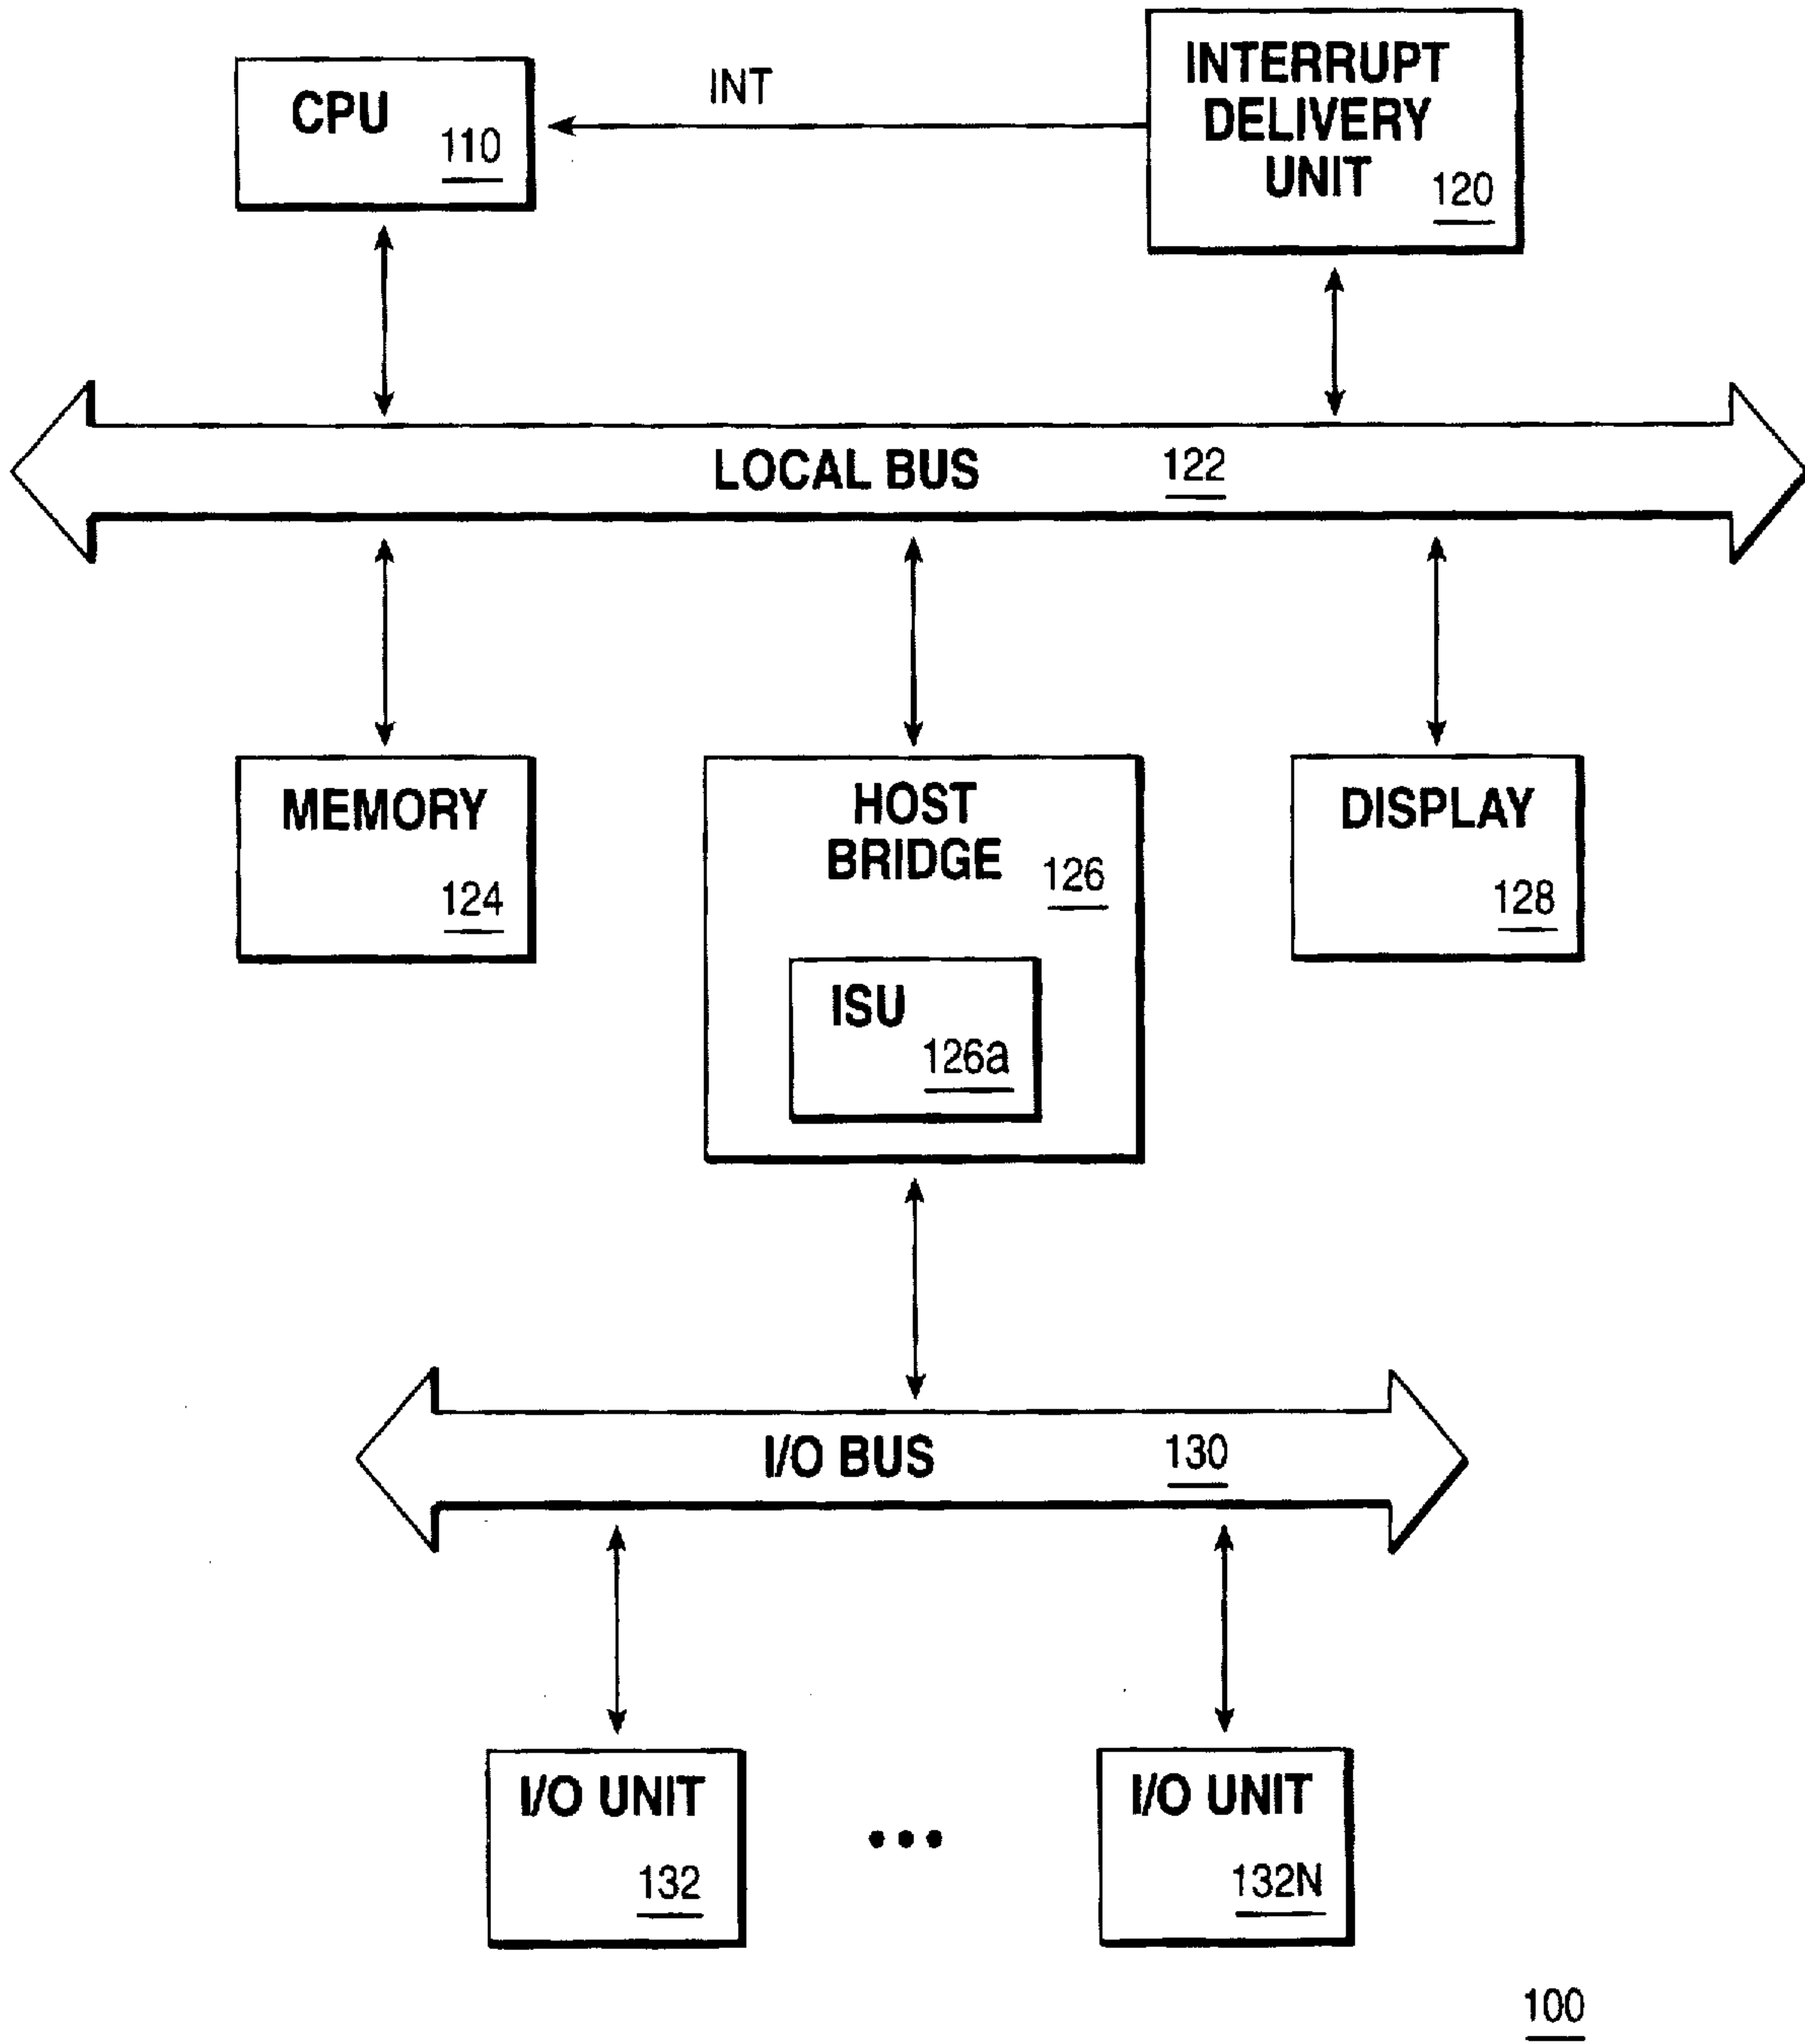 CPU
110
INT
INTERRUPT
DELIVERY
UNIT
120
LOCAL BUS 122
MEMORY
124
HOST
BRIDGE
126
ISU
126a
DISPLAY
128
I/O BUS 130
I/O UNIT
132
•••
I/O UNIT
132N
100